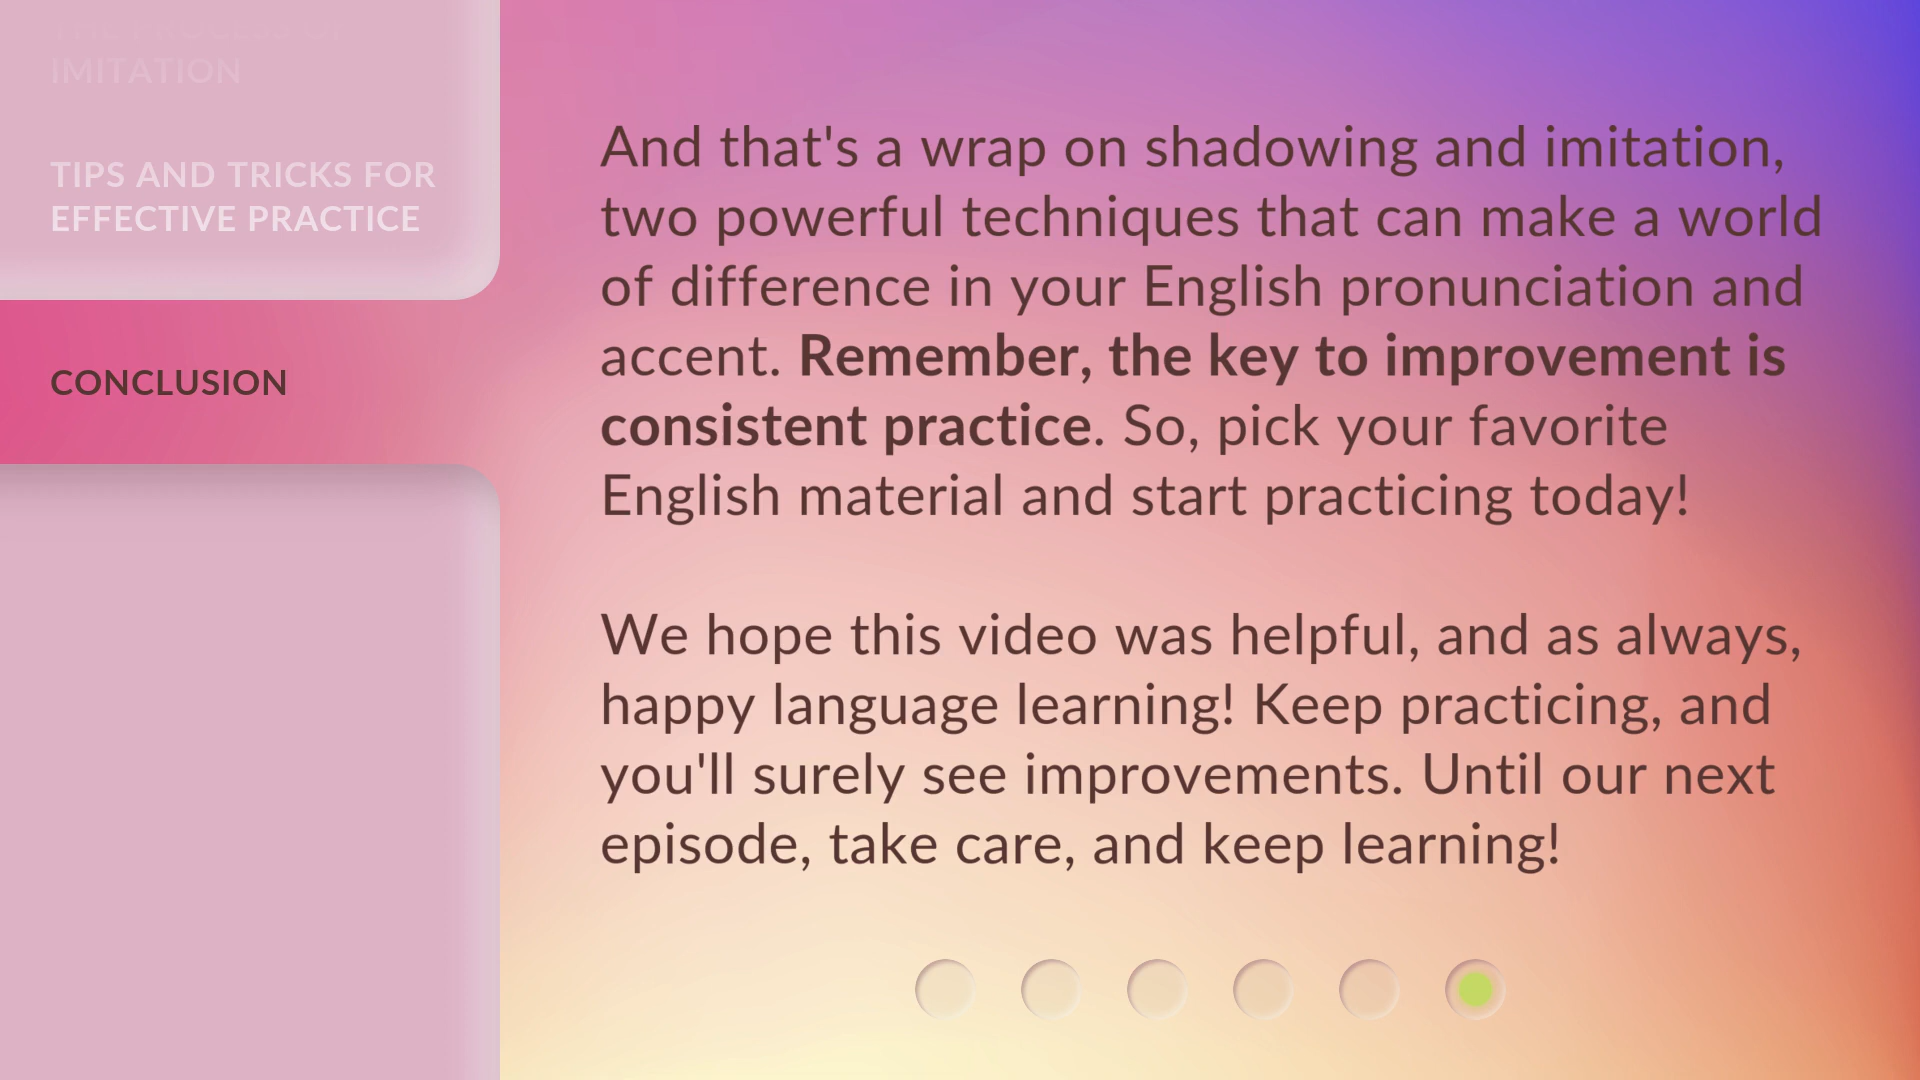 THE PROCESS OF
IMITATION
TIPS AND TRICKS FOR
EFFECTIVE PRACTICE
CONCLUSION
And that's a wrap on shadowing and imitation,
two powerful techniques that can make a world
of difference in your English pronunciation and
accent. Remember, the key to improvement is
consistent practice. So, pick your favorite
English material and start practicing today!
We hope this video was helpful, and as always,
happy language learning! Keep practicing, and
you'll surely see improvements. Until our next
episode, take care, and keep learning!